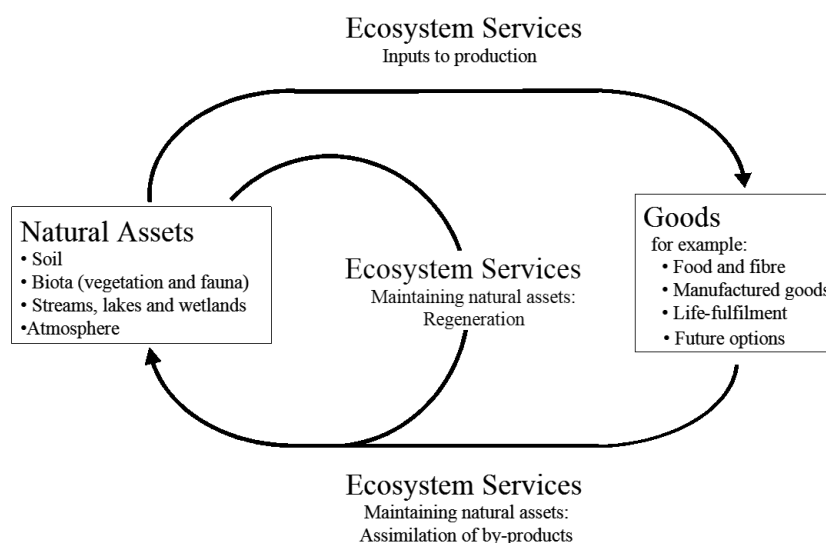 Ecosystem Services
Inputs to production
Natural Assets
• Soil
• Biota (vegetation and fauna)
• Streams, lakes and wetlands
•Atmosphere
Ecosystem Services
Maintaining natural assets:
Regeneration
Goods
for example:
• Food and fibre
• Manufactured goods
• Life-fulfilment
• Future options
Ecosystem Services
Maintaining natural assets:
Assimilation of by-products